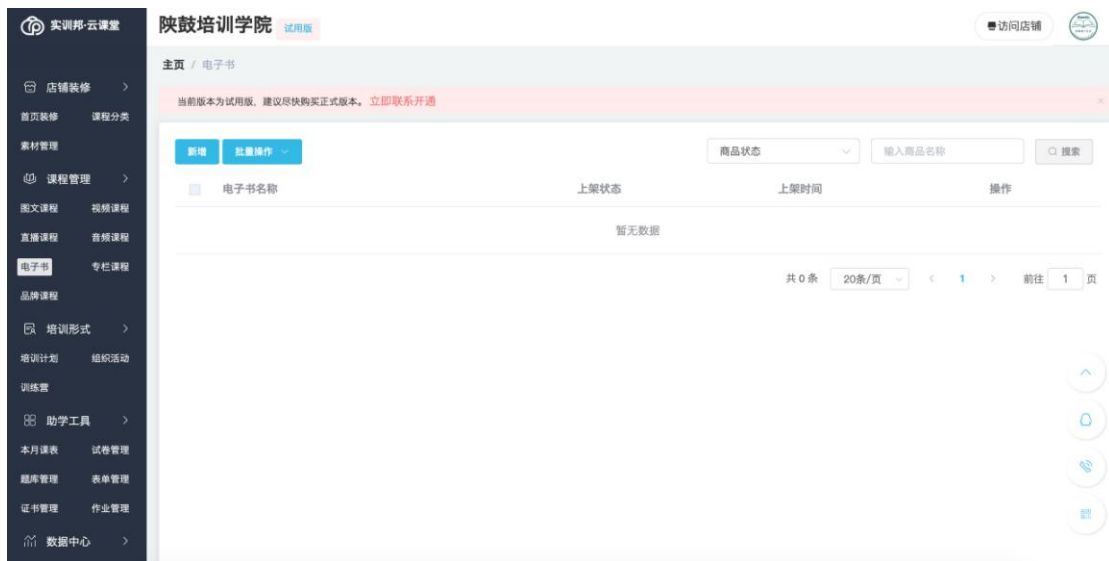 实训邦·云课堂
陕鼓培训学院 试用版
访问店铺
主页 / 电子书
店铺装修
首页装修 课程分类
素材管理
课程管理
图文课程 视频课程
直播课程 音频课程
电子书 专栏课程
品牌课程
培训形式
培训计划 组织活动
训练营
助学工具
本月课表 试卷管理
题库管理 表单管理
证书管理 作业管理
数据中心
当前版本为试用版，建议尽快购买正式版本。 立即联系开通
新增 批量操作 商品状态 输入商品名称 搜索
电子书名称 上架状态 上架时间 操作
暂无数据
共 0 条 20条/页 1 前往 1 页